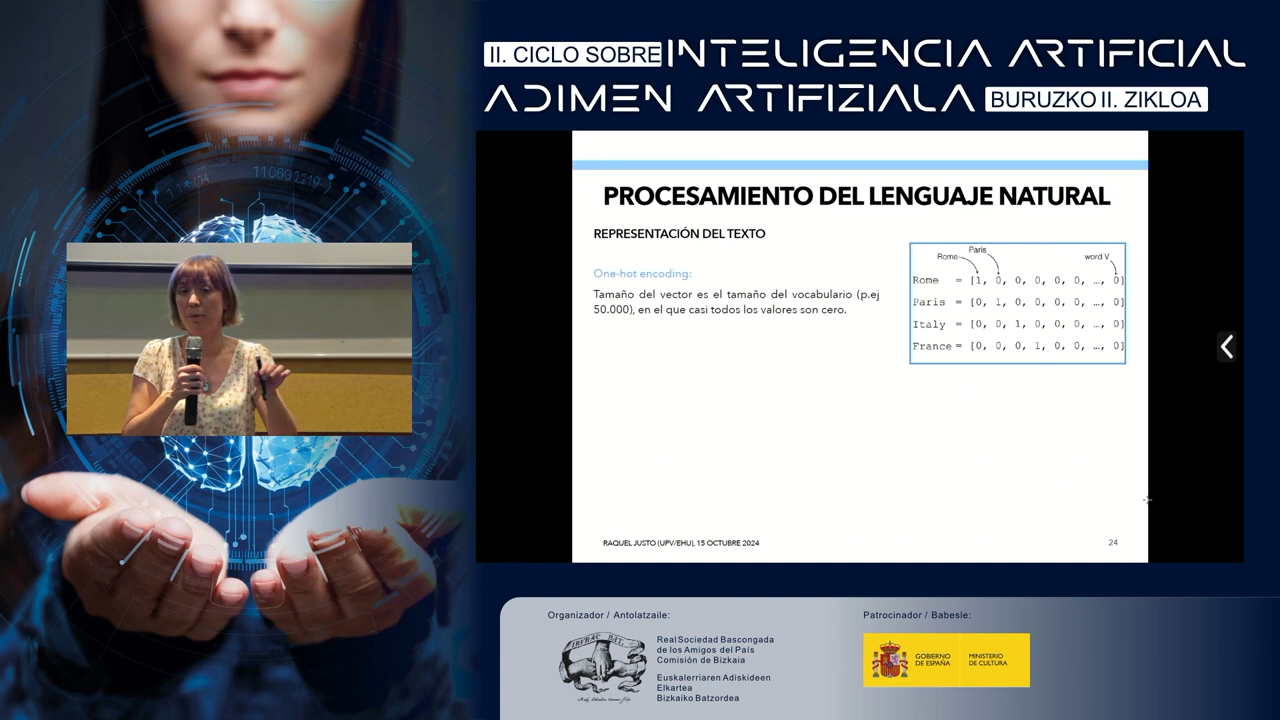 II. CICLO SOBRE INTELIGENCIA ARTIFICIAL
ADIMEN ARTIFIZIALA BURUZKO II. ZIKLOA
PROCESAMIENTO DEL LENGUAJE NATURAL
REPRESENTACIÓN DEL TEXTO
One-hot encoding:
Tamaño del vector es el tamaño del vocabulario (p.ej
50.000), en el que casi todos los valores son cero.
Paris
Rome word V
Rome = [1, 0, 0, 0, 0, 0, …, 0]
Paris = [0, 1, 0, 0, 0, 0, …, 0]
Italy = [0, 0, 1, 0, 0, 0, …, 0]
France = [0, 0, 0, 1, 0, 0, …, 0]
RAQUEL JUSTO (UPV/EHU), 15 OCTUBRE 2024
24
Organizador / Antolatzaile:
Real Sociedad Bascongada
de los Amigos del País
Comisión de Bizkaia
Euskalerriaren Adiskideen
Elkartea
Bizkaiko Batzordea
Patrocinador / Babesle:
GOBIERNO
DE ESPAÑA
MINISTERIO
DE CULTURA